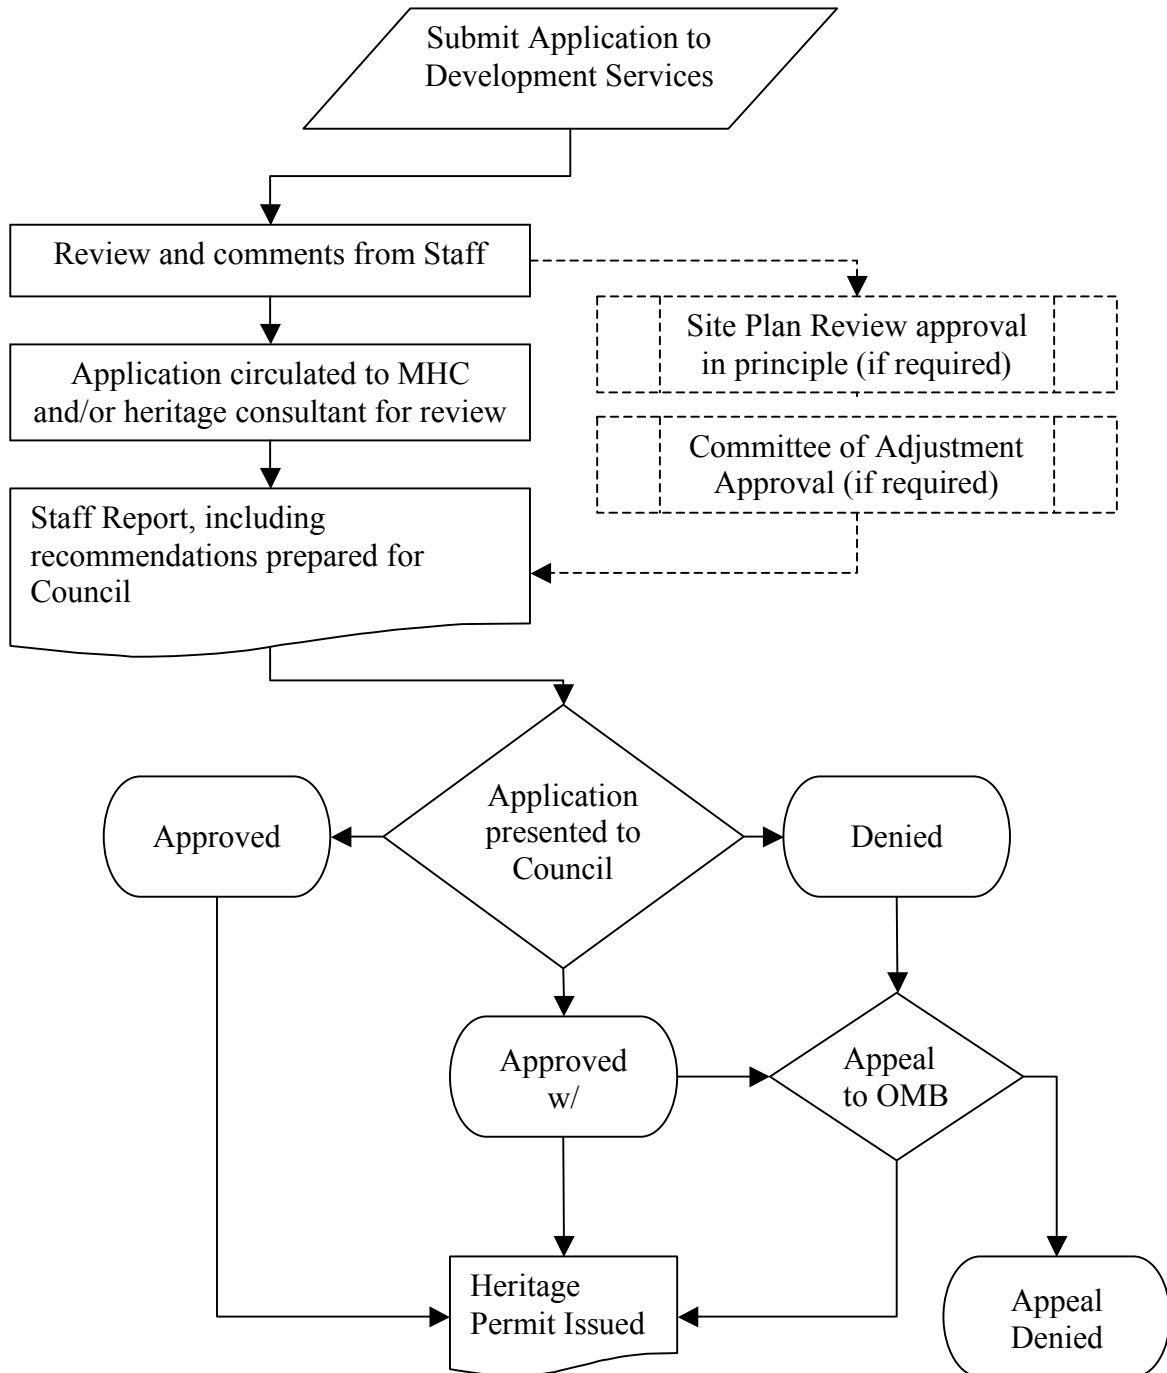 Submit Application to
Development Services
Review and comments from Staff
Site Plan Review approval
in principle (if required)
Application circulated to MHC
and/or heritage consultant for review
Committee of Adjustment
Approval (if required)
Staff Report, including
recommendations prepared for
Council
Application
presented to
Council
Approved
Denied
Approved
w/
Appeal
to OMB
Heritage
Permit Issued
Appeal
Denied